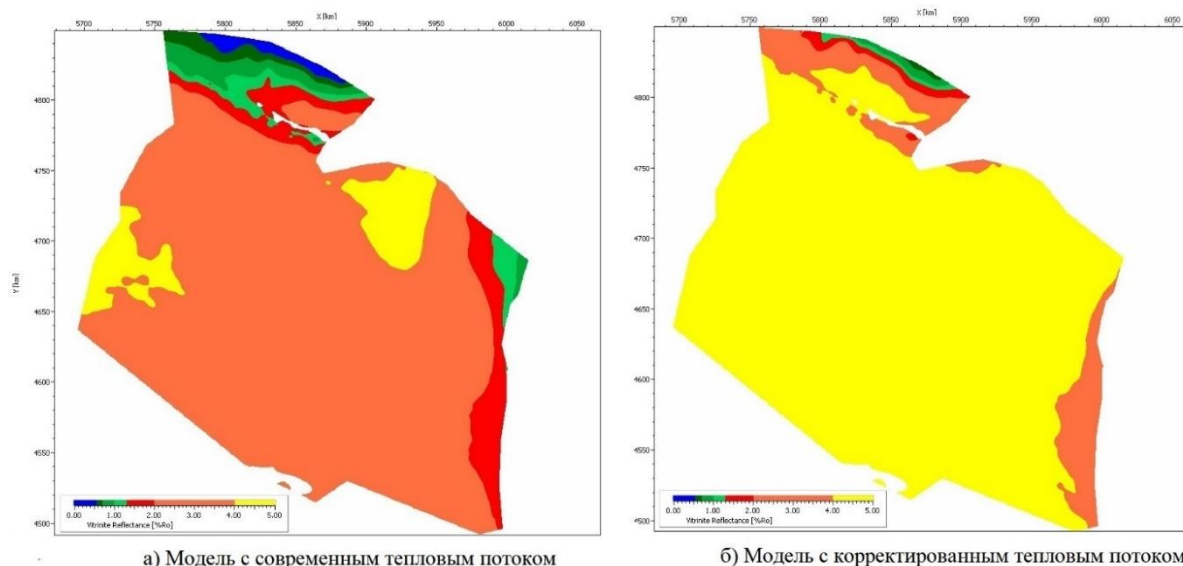 X [km]
5700 5750 5800 5850 5900 5950 6000 6050
4800
4750
4700
Y [km]
4650
4600
4550
4500
0.00 1.00 2.00 3.00 4.00 5.00
Vitrinite Reflectance [%Ro]
а) Модель с современным тепловым потоком
X [km]
5700 5750 5800 5850 5900 5950 6000 6050
4800
4750
4700
4650
4600
4550
4500
0.00 1.00 2.00 3.00 4.00 5.00
Vitrinite Reflectance [%Ro]
б) Модель с корректированным тепловым потоком